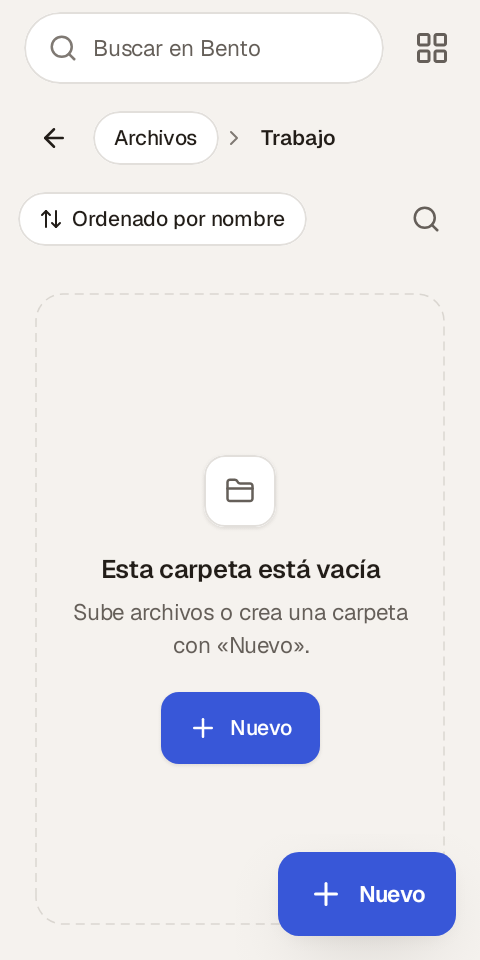 Buscar en Bento
Archivos
Trabajo
Ordenado por nombre
Esta carpeta está vacía
Sube archivos o crea una carpeta
con «Nuevo».
Nuevo
Nuevo